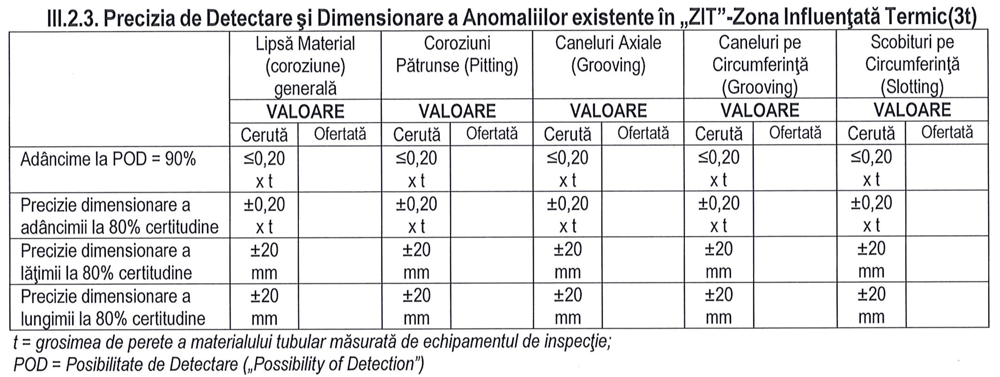 III.2.3. Precizia de Detectare şi Dimensionare a Anomaliilor existente în „ZIT”-Zona Influenţată Termic(3t)
Lipsă Material Coroziuni Caneluri Axiale Caneluri pe Scobituri pe
(coroziune) Pătrunse (Pitting) (Grooving) Circumferinţă Circumferinţă
generală (Grooving) (Slotting)
VALOARE VALOARE VALOARE VALOARE VALOARE
Cerută Ofertată Cerută Ofertată Cerută Ofertată Cerută Ofertată Cerută Ofertată
Adâncime la POD = 90% ≤0,20 ≤0,20 ≤0,20 ≤0,20 ≤0,20
x t x t x t x t x t
Precizie dimensionare a ±0,20 ±0,20 ±0,20 ±0,20 ±0,20
adâncimii la 80% certitudine x t x t x t x t x t
Precizie dimensionare a ±20 ±20 ±20 ±20 ±20
lăţimii la 80% certitudine mm mm mm mm mm
Precizie dimensionare a ±20 ±20 ±20 ±20 ±20
lungimii la 80% certitudine mm mm mm mm mm
t = grosimea de perete a materialului tubular măsurată de echipamentul de inspecţie;
POD = Posibilitate de Detectare („Possibility of Detection”)